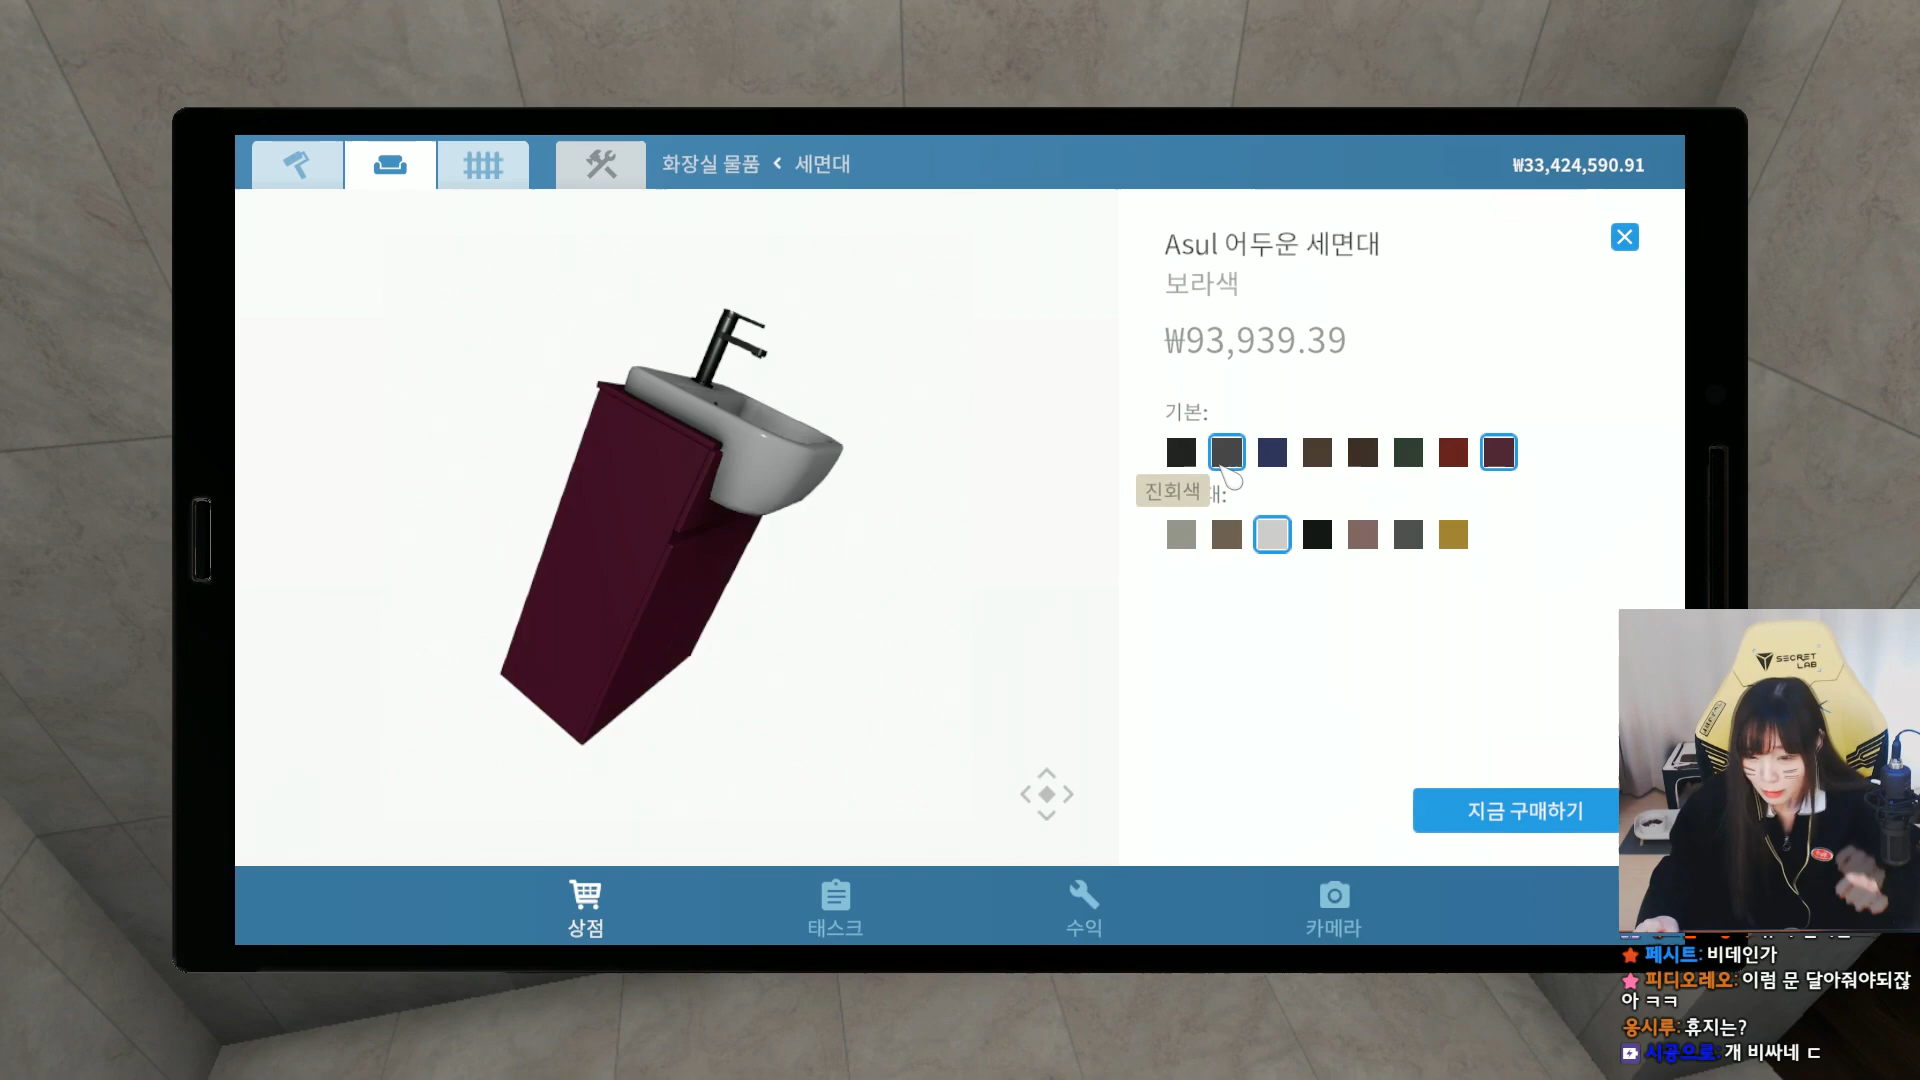 화장실 물품 < 세면대
₩33,424,590.91
Asul 어두운 세면대
보라색
₩93,939.39
기본:
진회색
지금 구매하기
상점
태스크
수익
카메라
SECRET
LAB
페시트: 비데인가
피디오레오: 이럼 문 달아줘야되잖
아 ㅋㅋ
웅시루: 휴지는?
시공으로: 개 비싸네 ㄷ